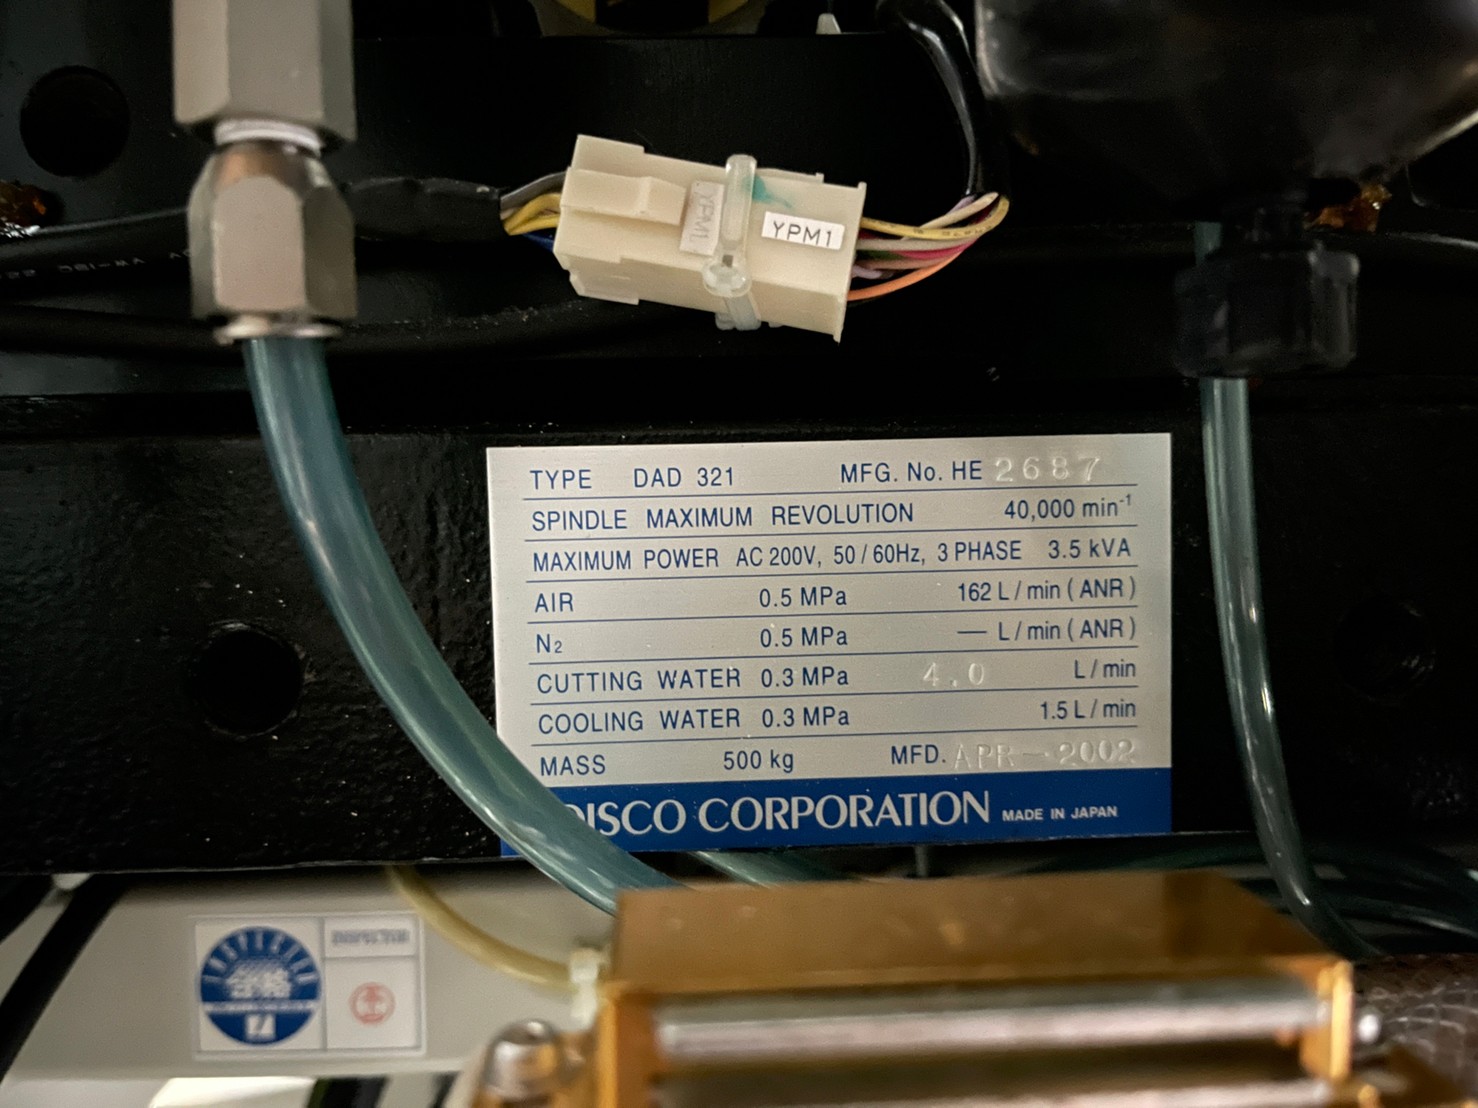 YPM1
YPM1
TYPE DAD 321 MFG. No. HE 2687
SPINDLE MAXIMUM REVOLUTION 40,000 min⁻¹
MAXIMUM POWER AC 200V, 50 / 60Hz, 3 PHASE 3.5 kVA
AIR 0.5 MPa 162 L / min ( ANR )
N₂ 0.5 MPa — L / min ( ANR )
CUTTING WATER 0.3 MPa 4.0 L / min
COOLING WATER 0.3 MPa 1.5 L / min
MASS 500 kg MFD. APR-2002
DISCO CORPORATION MADE IN JAPAN
INSPECTED
INSPECTOR